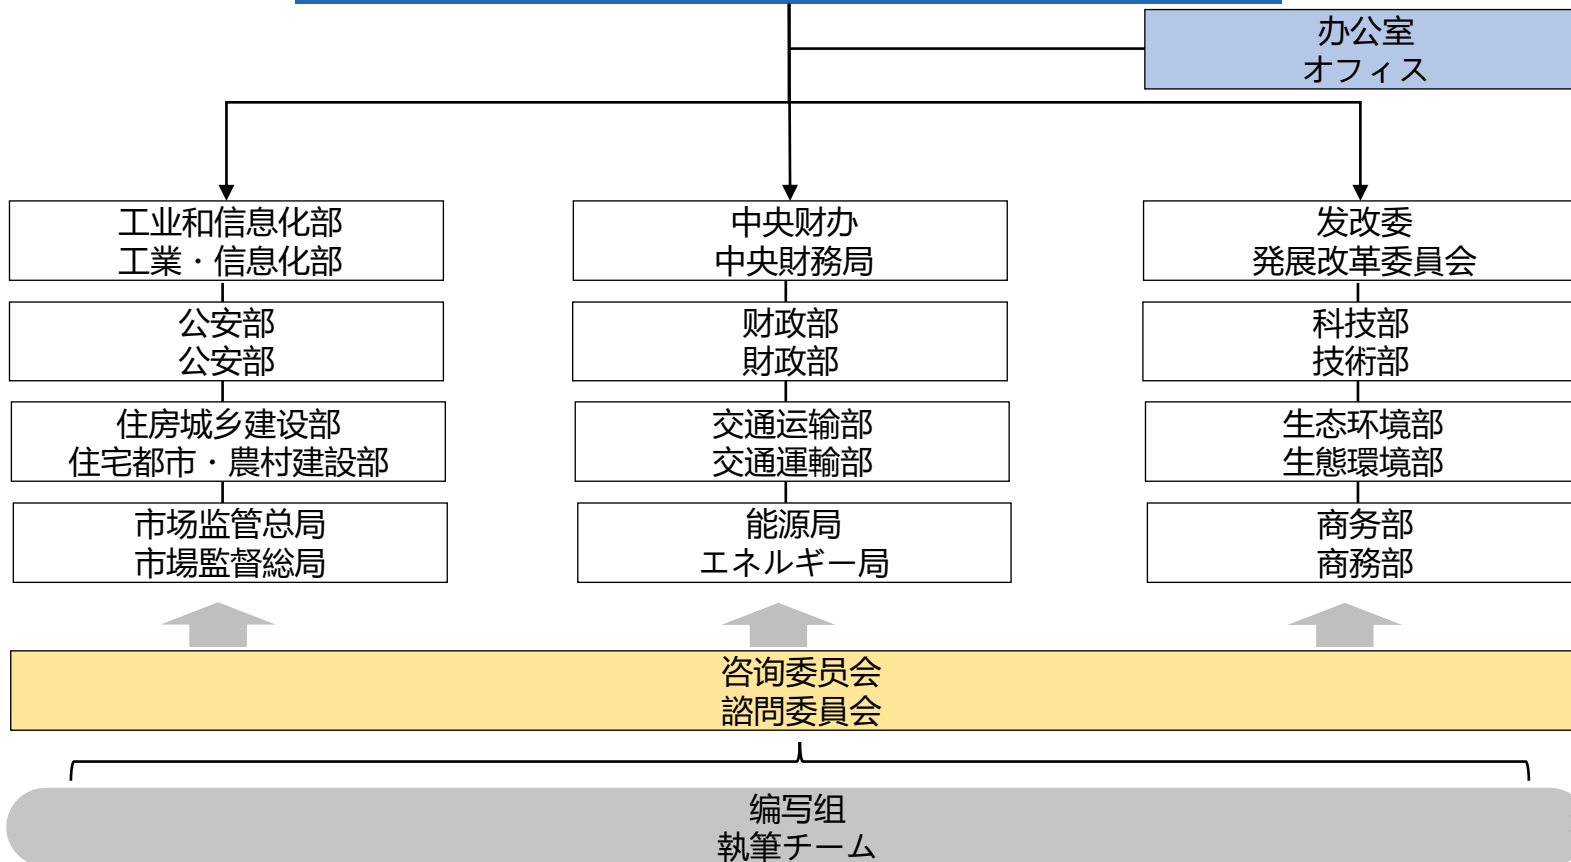 办公室
オフィス
工业和信息化部
工業・信息化部
中央财办
中央財務局
发改委
発展改革委員会
公安部
公安部
财政部
財政部
科技部
技術部
住房城乡建设部
住宅都市・農村建設部
交通运输部
交通運輸部
生态环境部
生態環境部
市场监管总局
市場監督総局
能源局
エネルギー局
商务部
商務部
咨询委员会
諮問委員会
编写组
執筆チーム